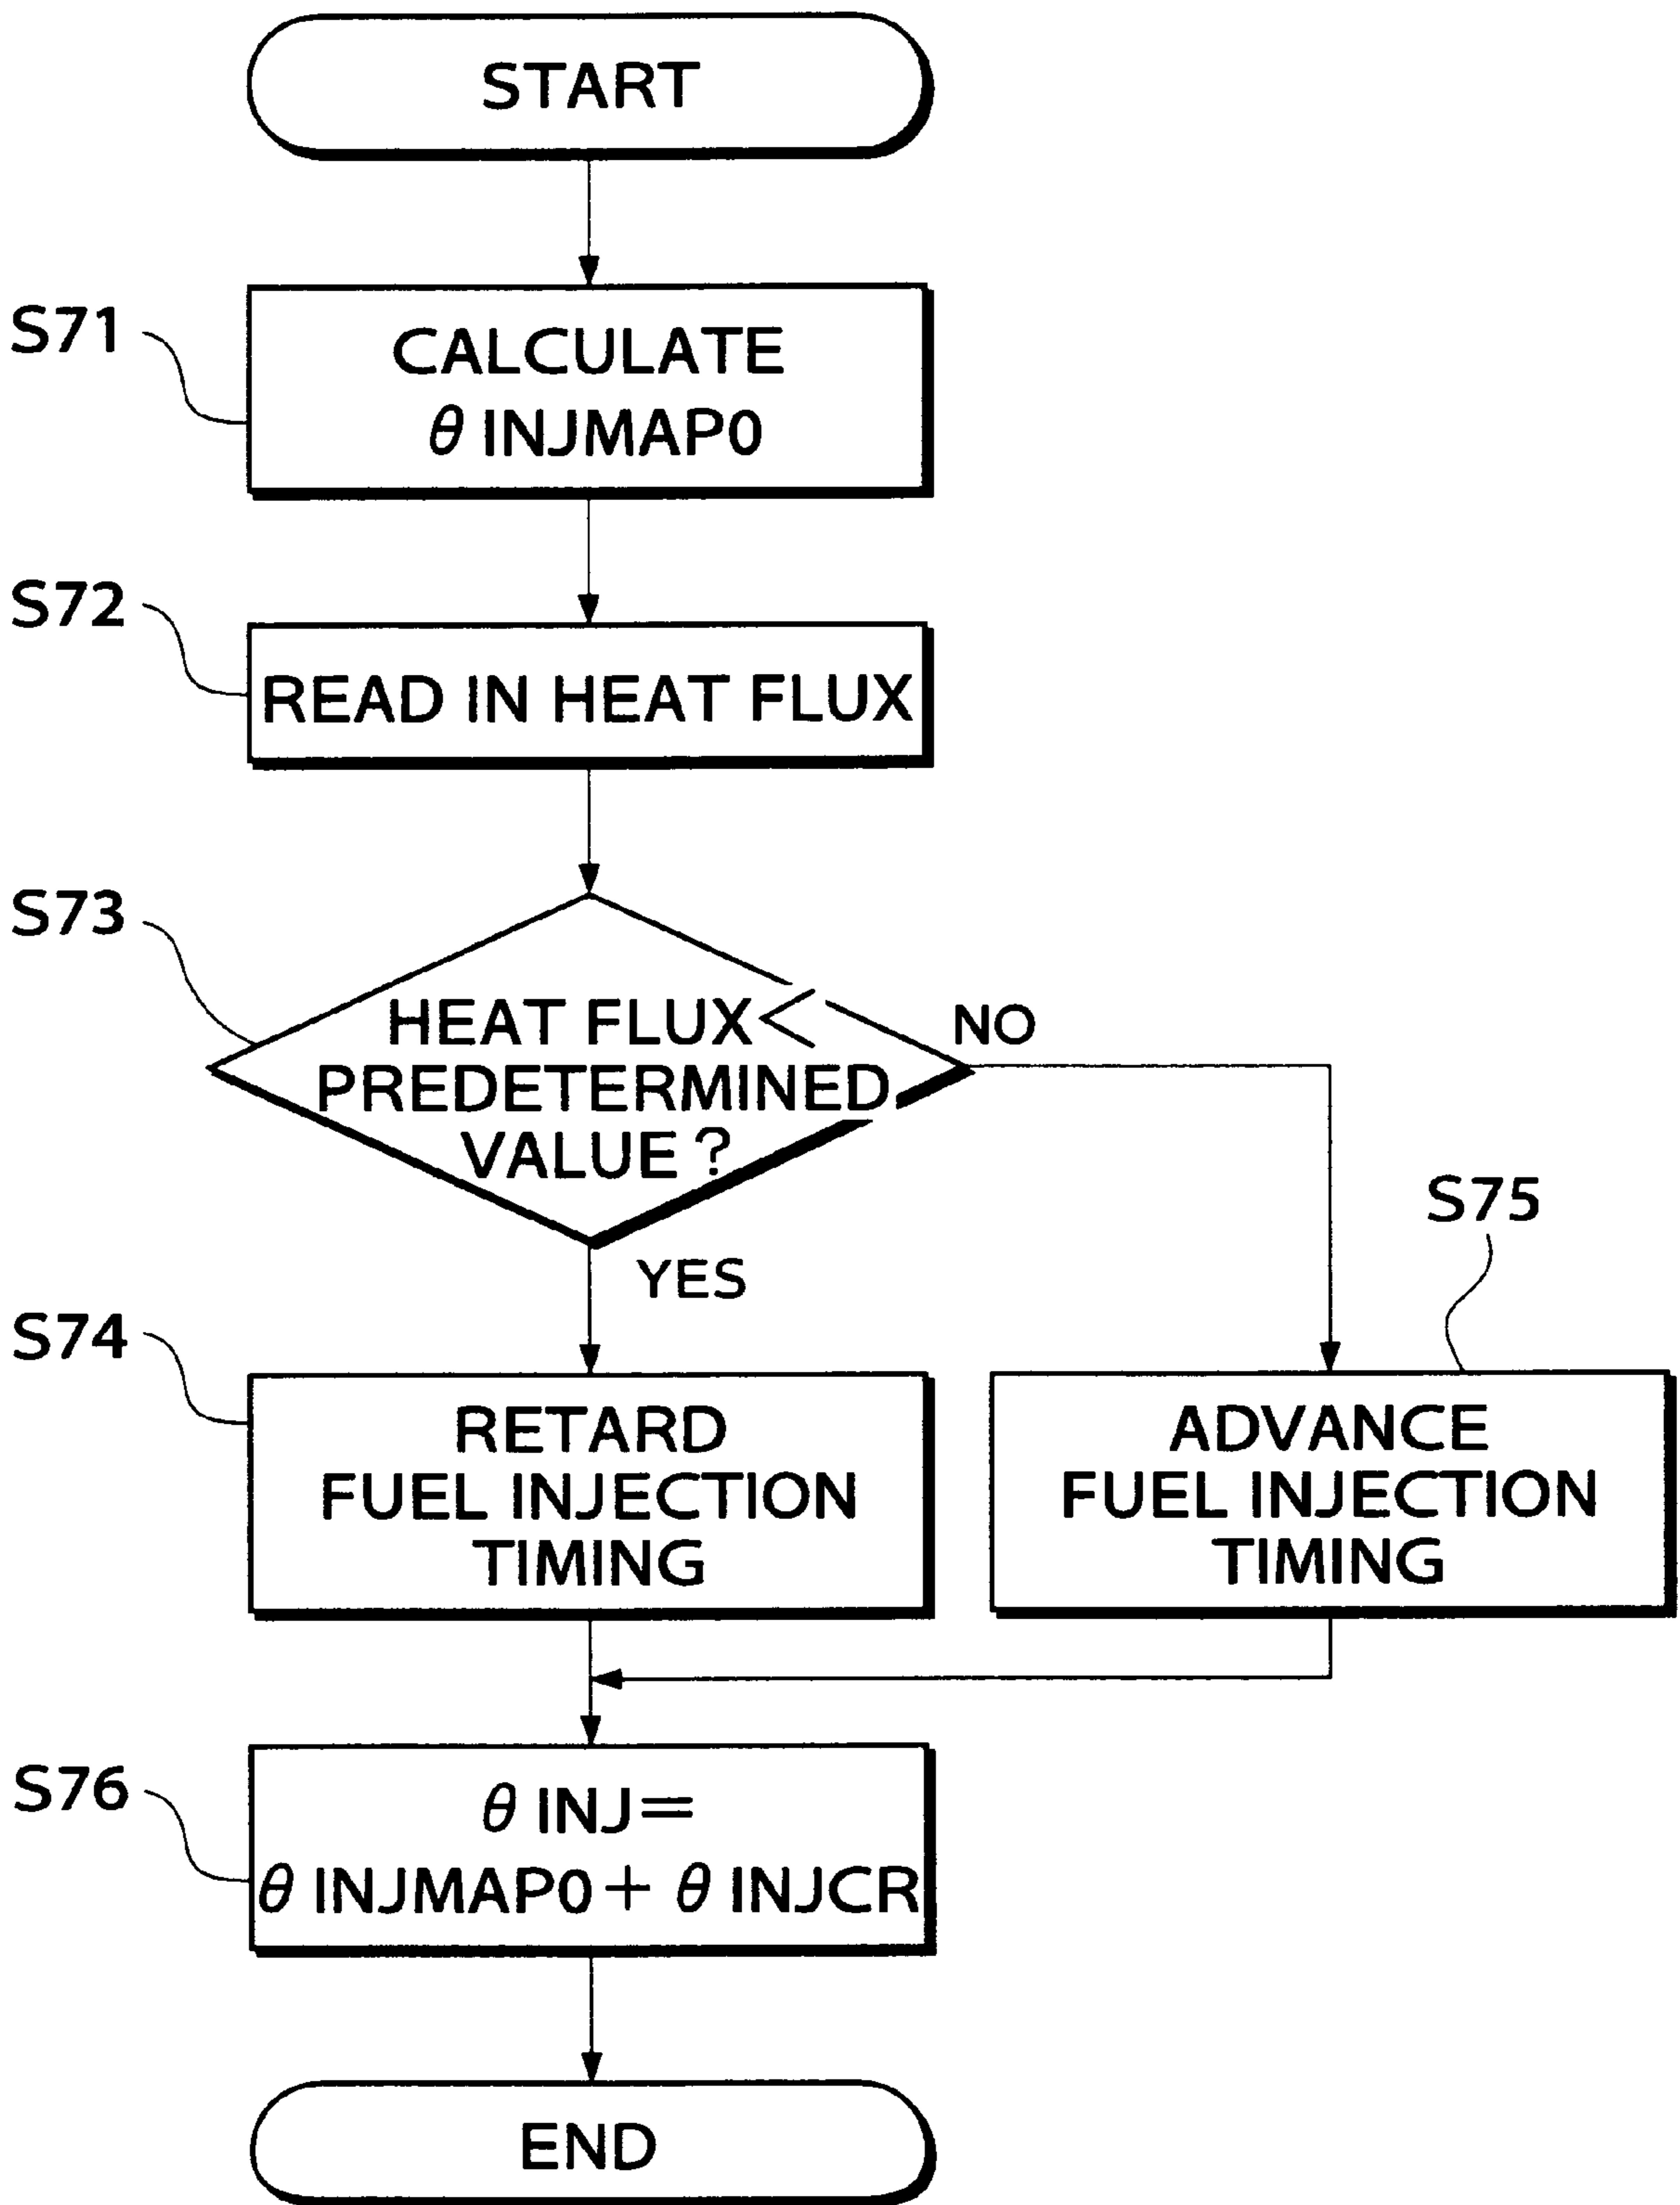 START
S71
CALCULATE
θ INJMAP0
S72
READ IN HEAT FLUX
S73
HEAT FLUX<
PREDETERMINED
VALUE?
NO
YES
S74
RETARD
FUEL INJECTION
TIMING
S75
ADVANCE
FUEL INJECTION
TIMING
S76
θ INJ=
θ INJMAP0+ θ INJCR
END